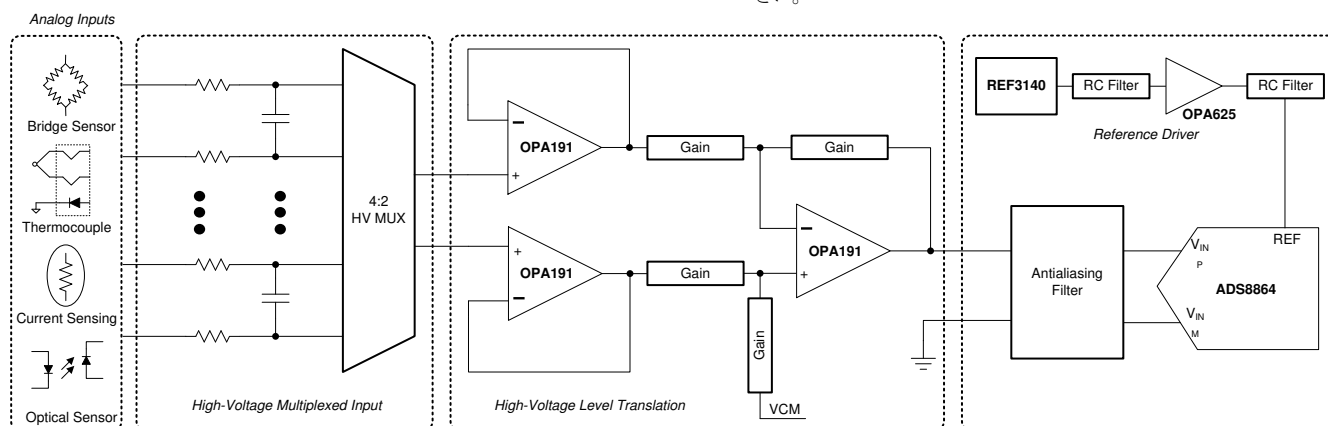 い。
Analog Inputs
Bridge Sensor
Thermocouple
Current Sensing
Optical Sensor
4:2
HV MUX
High-Voltage Multiplexed Input
OPA191
Gain
Gain
OPA191
Gain
OPA191
Gain
VCM
High-Voltage Level Translation
REF3140
RC Filter
OPA625
RC Filter
Reference Driver
Antialiasing
Filter
VIN
P
VIN
M
REF
ADS8864